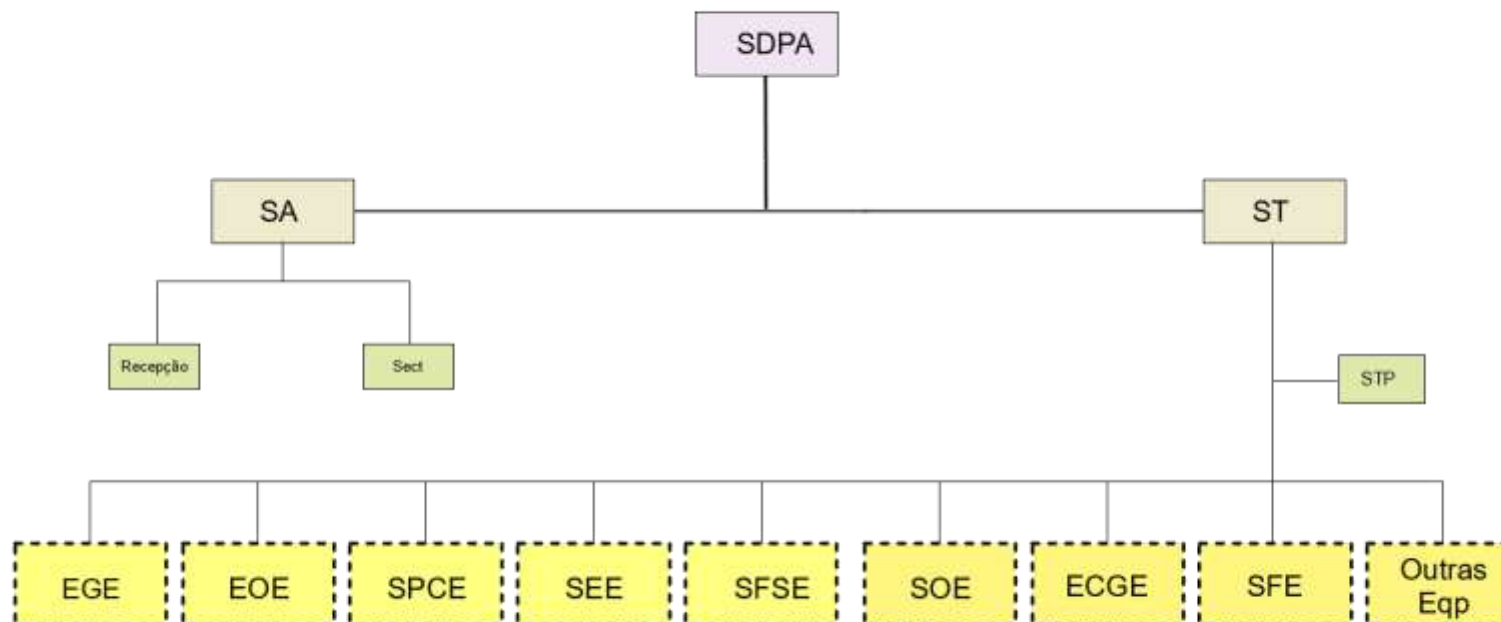 SDPA
SA
ST
Recepção
Sect
STP
EGE
EOE
SPCE
SEE
SFSE
SOE
ECGE
SFE
Outras
Eqp